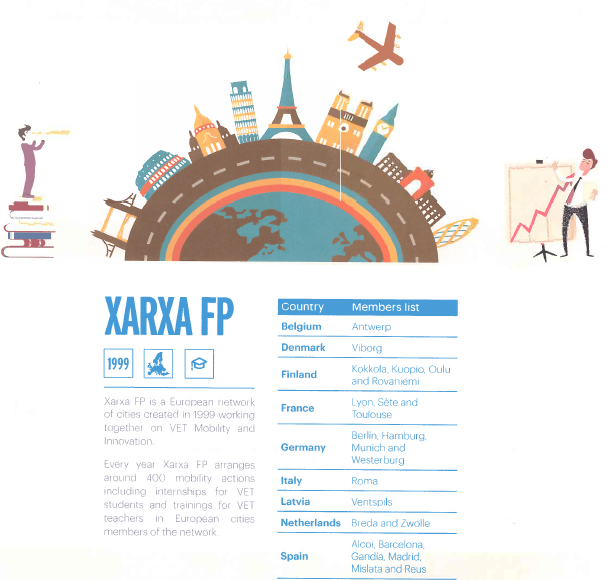 XARXA FP
1999
Xarxa FP is a European network
of cities created in 1999 working
together on VET Mobility and
Innovation.
Every year Xarxa FP arranges
around 400 mobility actions
including internships for VET
students and trainings for VET
teachers in European cities
members of the network.
Country Members list
Belgium Antwerp
Denmark Viborg
Finland Kokkola, Kuopio, Oulu
and Rovaniemi
France Lyon, Sète and
Toulouse
Germany Berlin, Hamburg,
Munich and
Westerburg
Italy Roma
Latvia Ventspils
Netherlands Breda and Zwolle
Spain Alcoi, Barcelona,
Gandía, Madrid,
Mislata and Reus